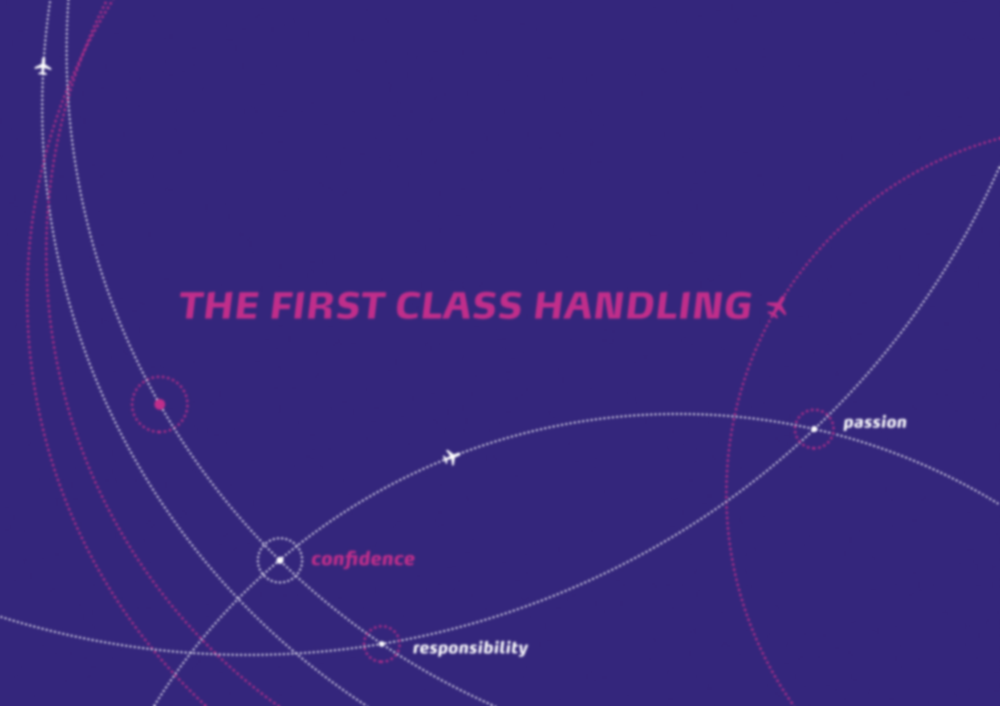 THE FIRST CLASS HANDLING
passion
confidence
responsibility